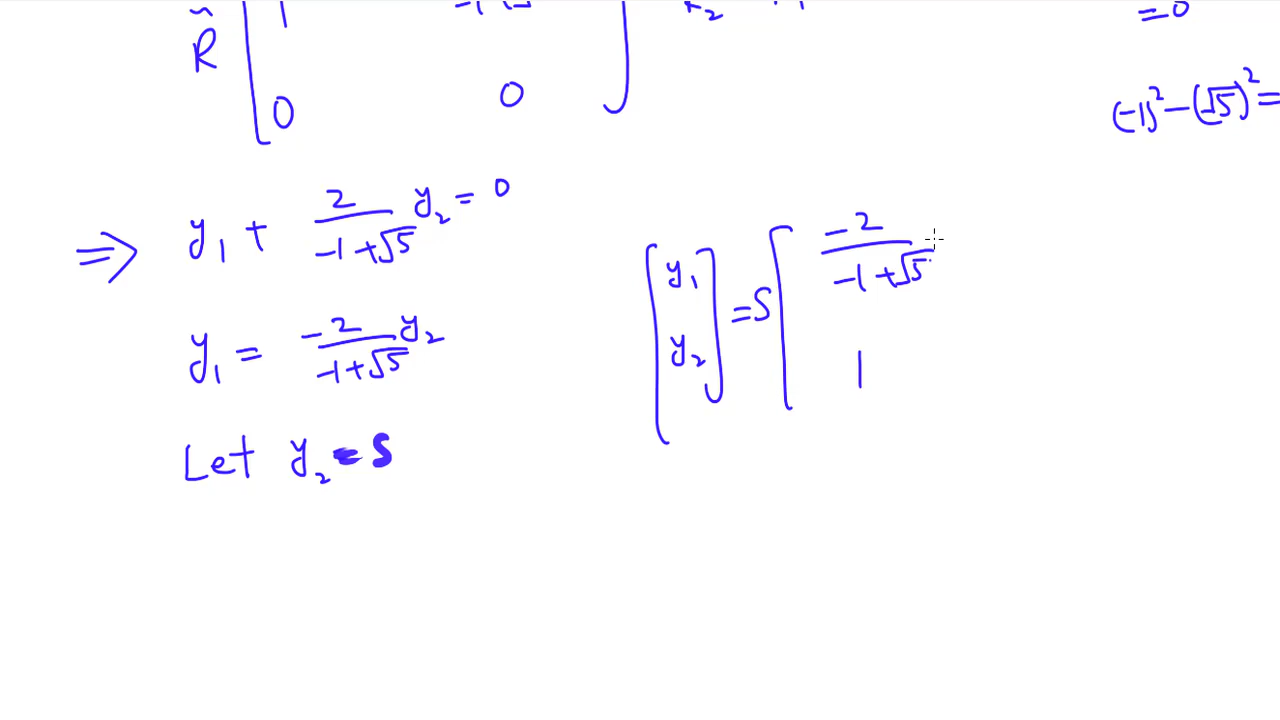 = 0
R̃ [ 1
0 0 ]
(-1)² - (√5)² =
⇒ y₁ + 2/(-1+√5) y₂ = 0
y₁ = -2/(-1+√5) y₂
Let y₂ = S
[ y₁ y₂ ] = S [ -2/(-1+√5) 1